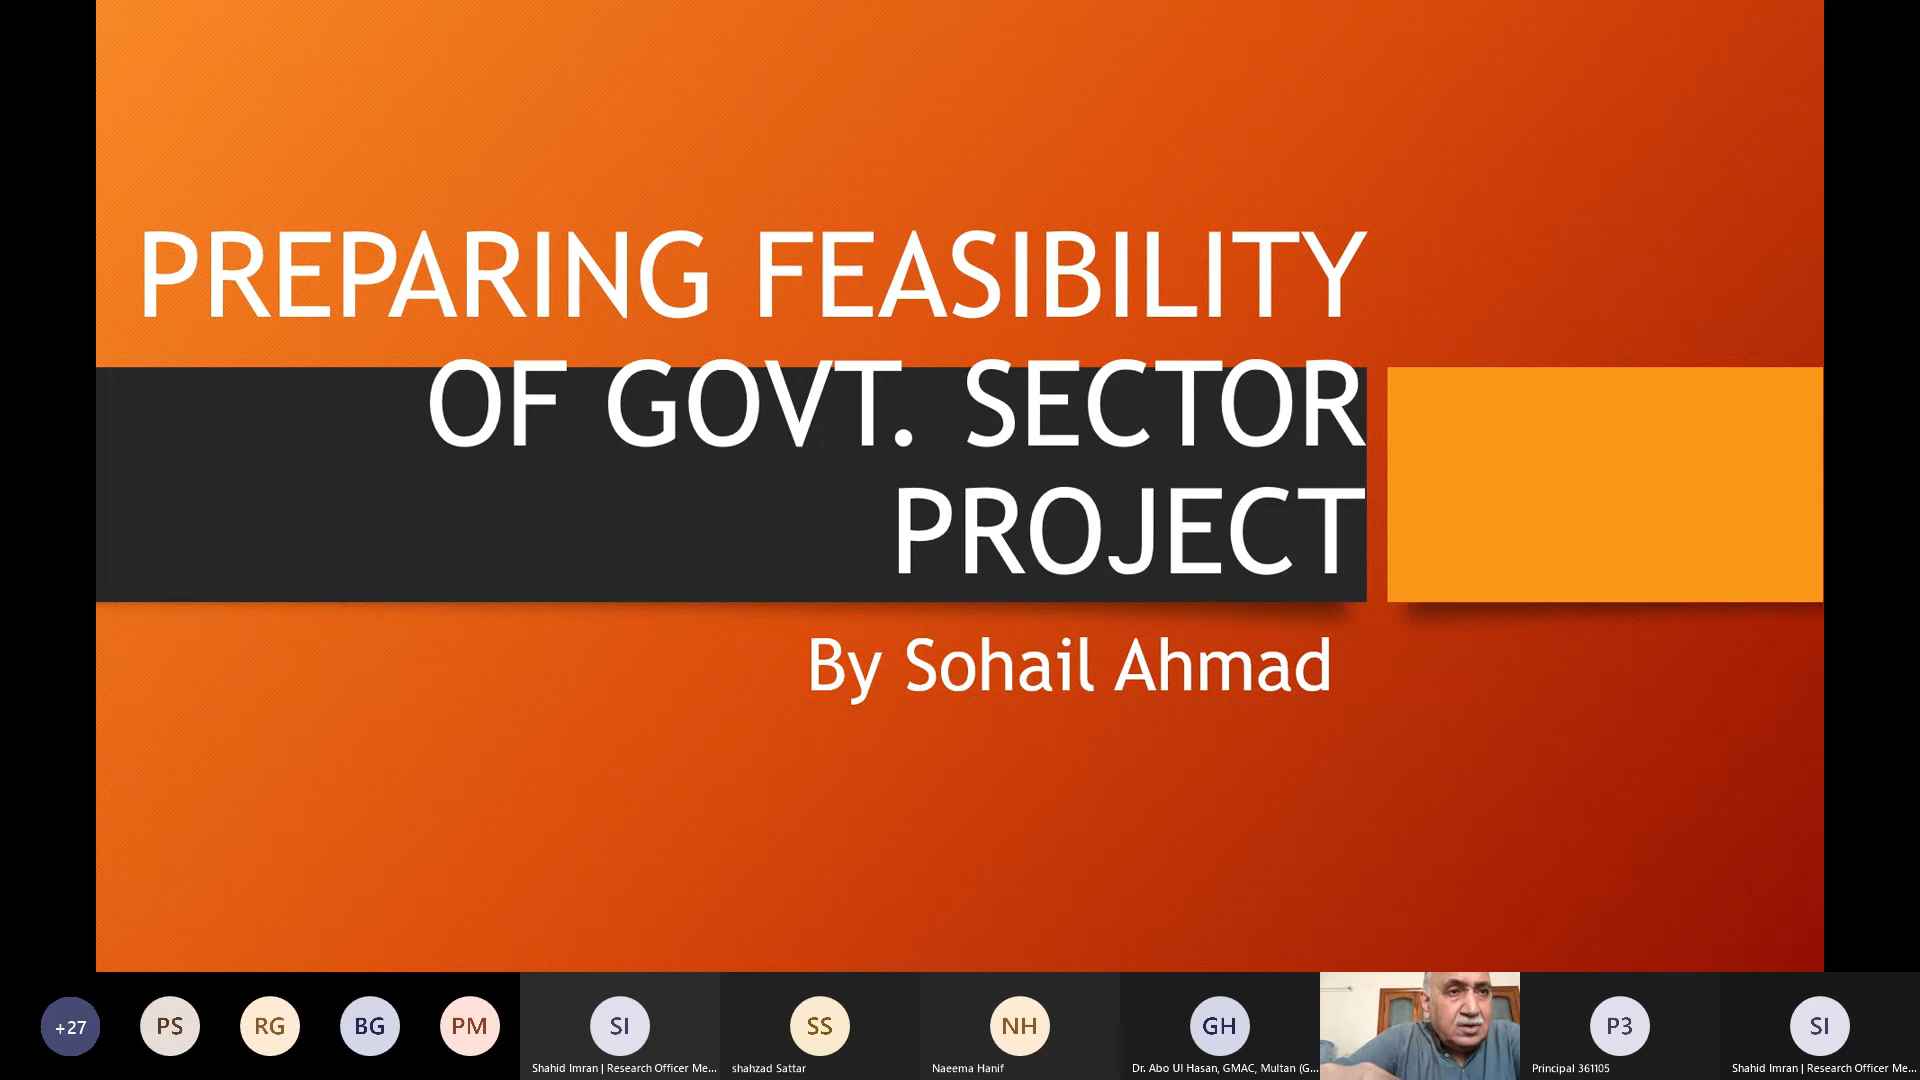 PREPARING FEASIBILITY
OF GOVT. SECTOR
PROJECT
By Sohail Ahmad
+27
PS
RG
BG
PM
SI
SS
NH
GH
P3
SI
Shahid Imran | Research Officer Me...
shahzad Sattar
Naeema Hanif
Dr. Abo Ul Hasan, GMAC, Multan (G...
Principal 361105
Shahid Imran | Research Officer Me...